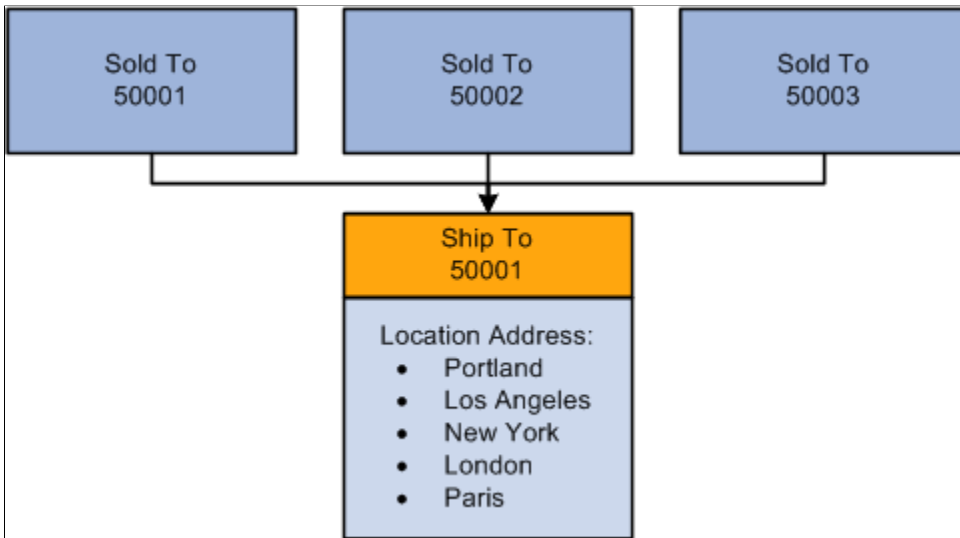 Sold To
50001
Sold To
50002
Sold To
50003
Ship To
50001
Location Address:
• Portland
• Los Angeles
• New York
• London
• Paris